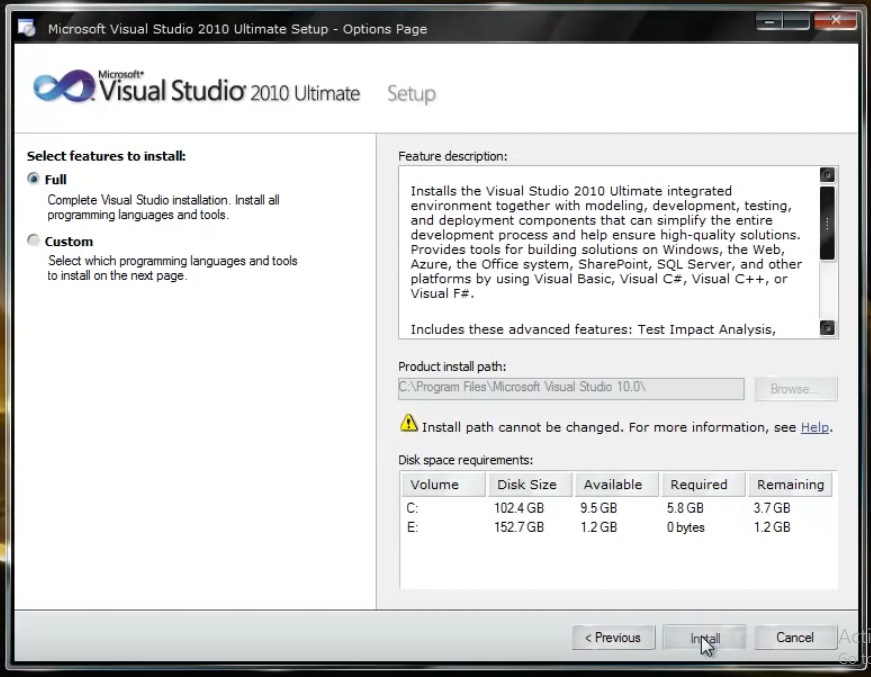 Microsoft Visual Studio 2010 Ultimate Setup - Options Page
Microsoft®
Visual Studio 2010 Ultimate Setup
Select features to install:
Full
Complete Visual Studio installation. Install all
programming languages and tools.
Custom
Select which programming languages and tools
to install on the next page.
Feature description:
Installs the Visual Studio 2010 Ultimate integrated
environment together with modeling, development, testing,
and deployment components that can simplify the entire
development process and help ensure high-quality solutions.
Provides tools for building solutions on Windows, the Web,
Azure, the Office system, SharePoint, SQL Server, and other
platforms by using Visual Basic, Visual C#, Visual C++, or
Visual F#.
Includes these advanced features: Test Impact Analysis,
Product install path:
C:\Program Files\Microsoft Visual Studio 10.0\ Browse...
Install path cannot be changed. For more information, see Help.
Disk space requirements:
Volume Disk Size Available Required Remaining
C: 102.4 GB 9.5 GB 5.8 GB 3.7 GB
E: 152.7 GB 1.2 GB 0 bytes 1.2 GB
< Previous Install Cancel